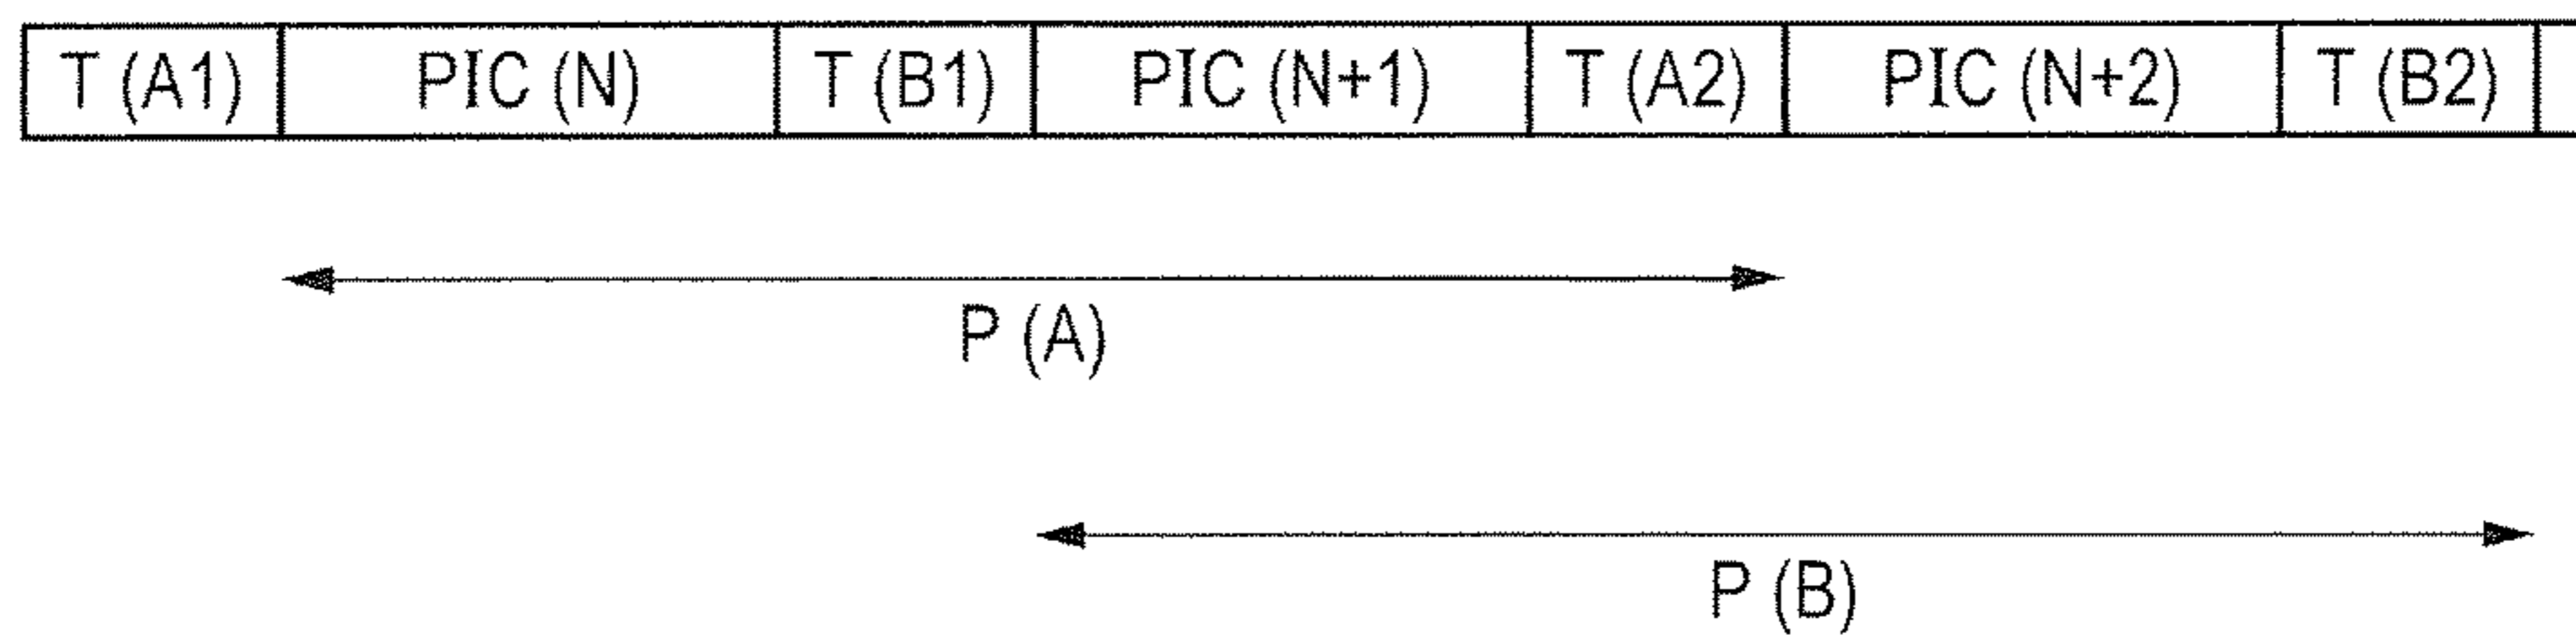 T (A1) PIC (N) T (B1) PIC (N+1) T (A2) PIC (N+2) T (B2)
P (A)
P (B)